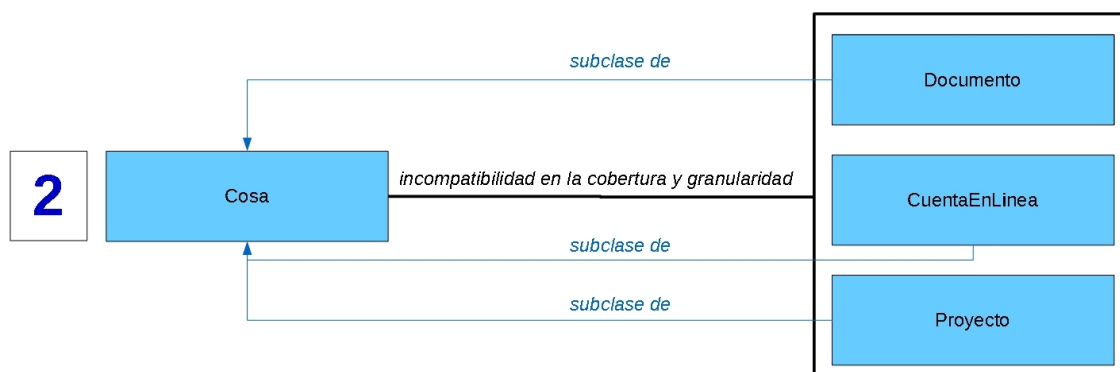 subclase de
Documento
2
Cosa
incompatibilidad en la cobertura y granularidad
CuentaEnLinea
subclase de
subclase de
Proyecto